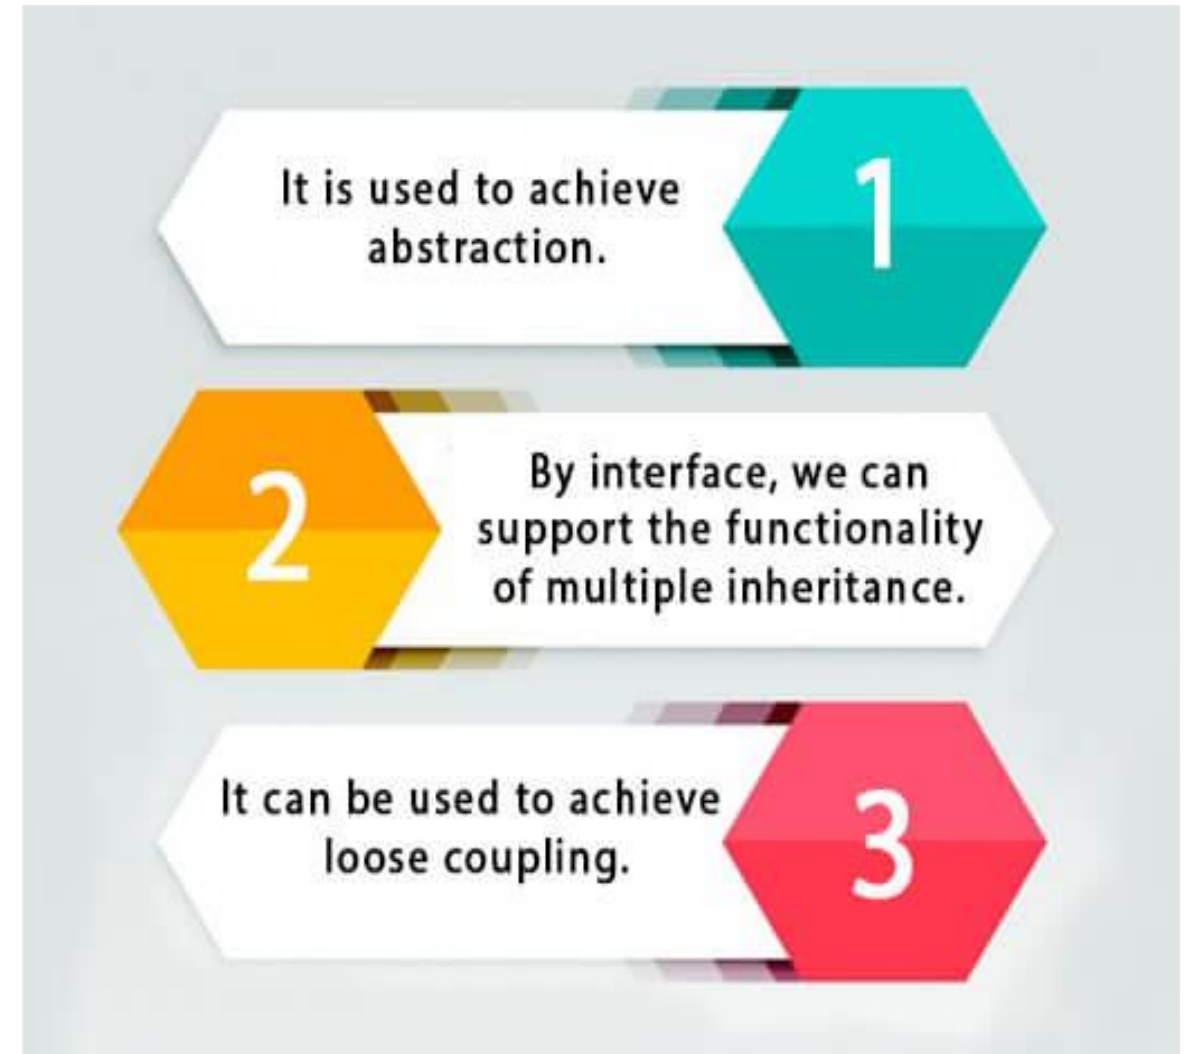 It is used to achieve
abstraction.
1
2
By interface, we can
support the functionality
of multiple inheritance.
It can be used to achieve
loose coupling.
3